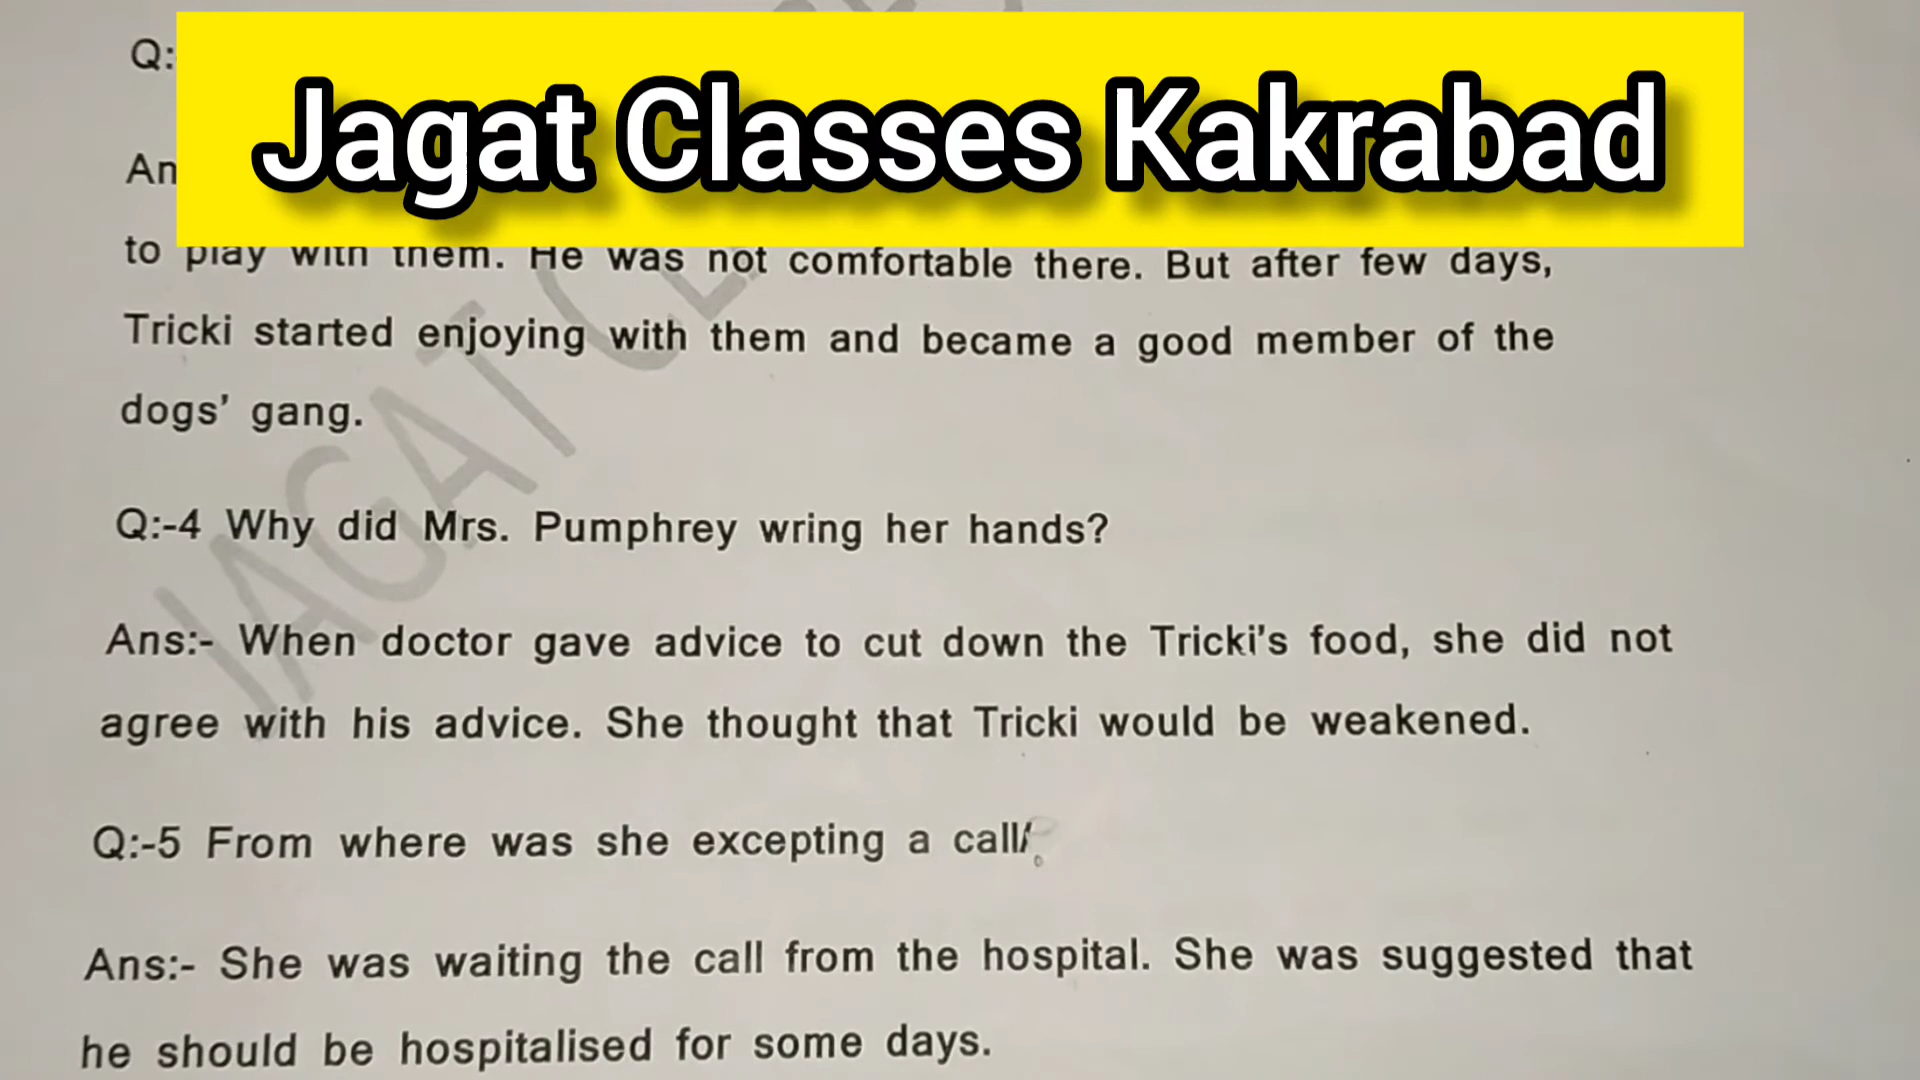 Q:
Jagat Classes Kakrabad
An
to play with them. He was not comfortable there. But after few days,
Tricki started enjoying with them and became a good member of the
dogs’ gang.
Q:-4 Why did Mrs. Pumphrey wring her hands?
Ans:- When doctor gave advice to cut down the Tricki's food, she did not
agree with his advice. She thought that Tricki would be weakened.
Q:-5 From where was she excepting a call/?
Ans:- She was waiting the call from the hospital. She was suggested that
he should be hospitalised for some days.
JAGAT CL